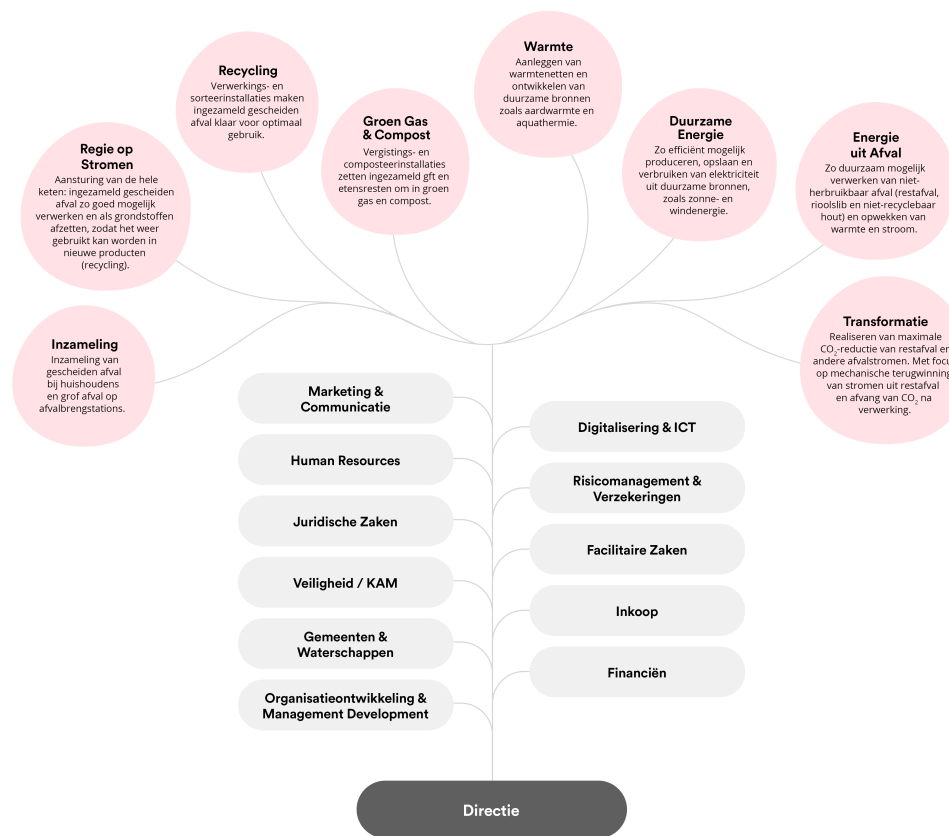 Warmte
Aanleggen van
warmtenetten en
ontwikkelen van
duurzame bronnen
zoals aardwarmte en
aquathermie.
Recycling
Verwerkings- en
sorteerinstallaties maken
ingezameld gescheiden
afval klaar voor optimaal
gebruik.
Groen Gas
& Compost
Vergistings- en
composteerinstallaties
zetten ingezameld gft en
etensresten om in groen
gas en compost.
Duurzame
Energie
Zo efficiënt mogelijk
produceren, opslaan en
verbruiken van elektriciteit
uit duurzame bronnen,
zoals zonne- en
windenergie.
Energie
uit Afval
Zo duurzaam mogelijk
verwerken van niet-
herbruikbaar afval (restafval,
rioolslib en niet-recyclebaar
hout) en opwekken van
warmte en stroom.
Regie op
Stromen
Aansturing van de hele
keten: ingezameld gescheiden
afval zo goed mogelijk
verwerken en als grondstoffen
afzetten, zodat het weer
gebruikt kan worden in
nieuwe producten
(recycling).
Inzameling
Inzameling van
gescheiden afval
bij huishoudens
en grof afval op
afvalbrengstations.
Transformatie
Realiseren van maximale
CO₂-reductie van restafval en
andere afvalstromen. Met focu
op mechanische terugwinning
van stromen uit restafval
en afvang van CO₂ na
verwerking.
Marketing &
Communicatie
Digitalisering & ICT
Human Resources
Risicomanagement &
Verzekeringen
Juridische Zaken
Facilitaire Zaken
Veiligheid / KAM
Inkoop
Gemeenten &
Waterschappen
Financiën
Organisatieontwikkeling &
Management Development
Directie